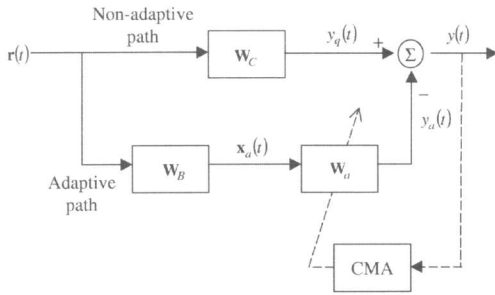 Non-adaptive
path
r(t)
W_C
y_q(t)
+
Σ
y(t)
−
y_a(t)
Adaptive
path
W_B
x_a(t)
W_a
CMA